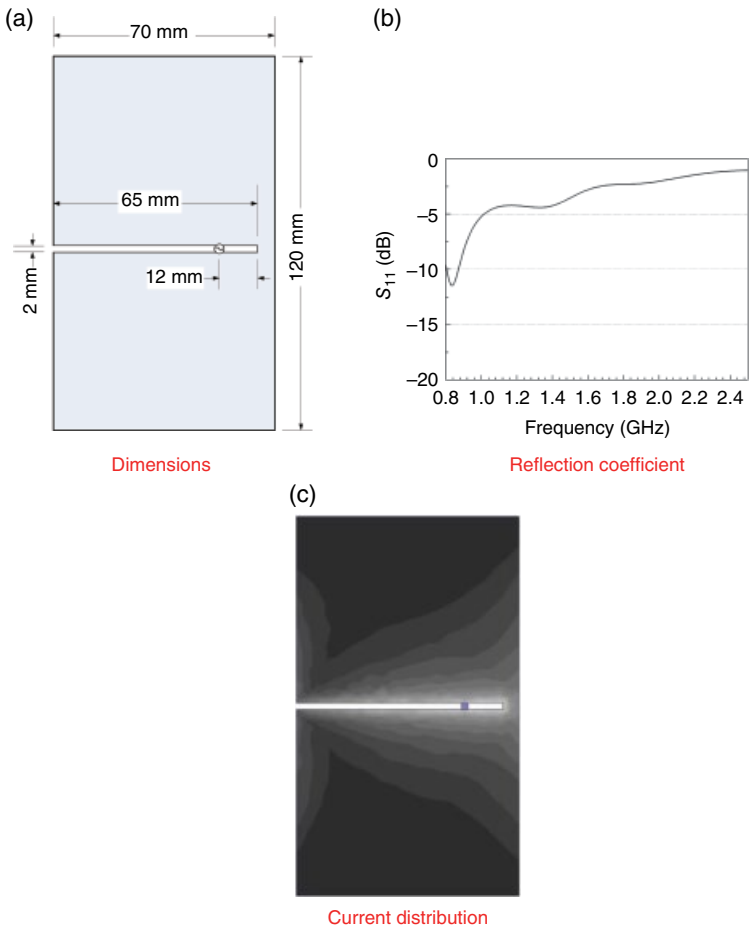 (a)
70 mm
65 mm
12 mm
2 mm
120 mm
Dimensions
(b)
0
−5
−10
−15
−20
S11 (dB)
0.8 1.0 1.2 1.4 1.6 1.8 2.0 2.2 2.4
Frequency (GHz)
Reflection coefficient
(c)
Current distribution